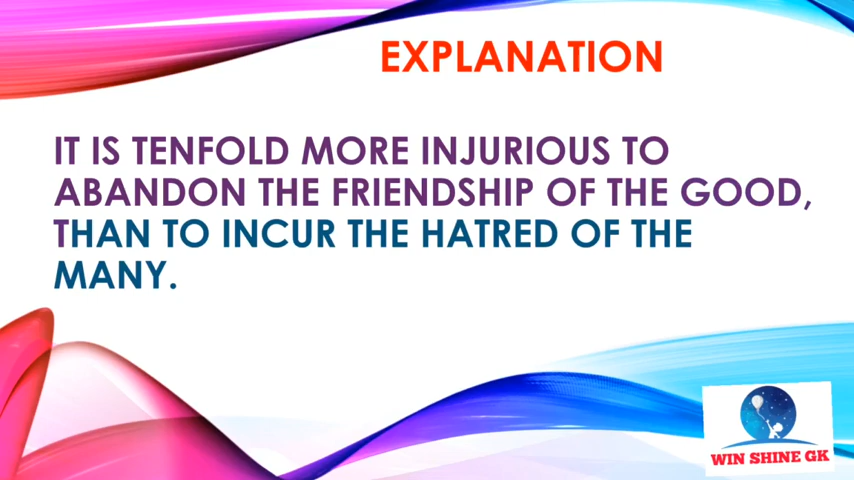 EXPLANATION
IT IS TENFOLD MORE INJURIOUS TO
ABANDON THE FRIENDSHIP OF THE GOOD,
THAN TO INCUR THE HATRED OF THE
MANY.
WIN SHINE GK